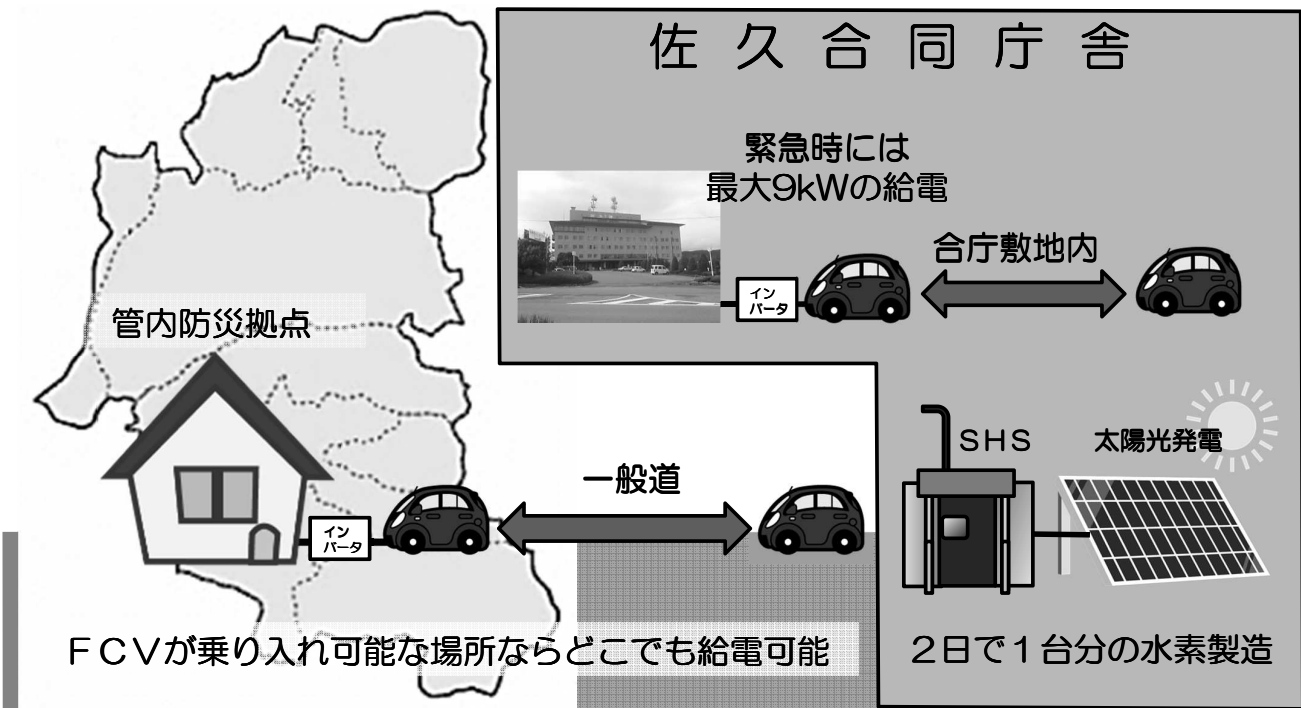 佐久合同庁舎
緊急時には
最大9kWの給電
合庁敷地内
イン
バータ
管内防災拠点
SHS
太陽光発電
一般道
イン
バータ
FCVが乗り入れ可能な場所ならどこでも給電可能
2日で1台分の水素製造